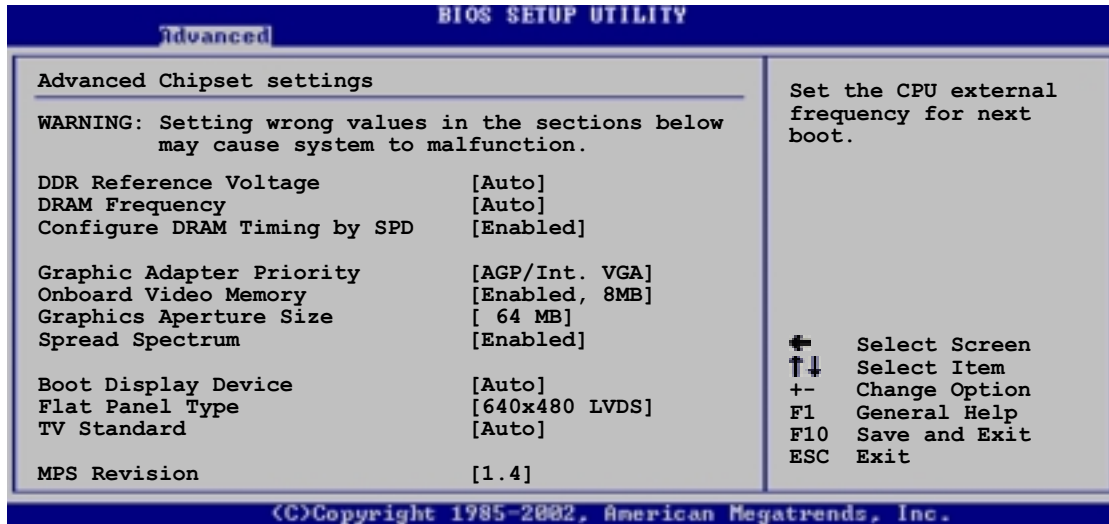 BIOS SETUP UTILITY
Advanced
Advanced Chipset settings
WARNING: Setting wrong values in the sections below
may cause system to malfunction.
DDR Reference Voltage [Auto]
DRAM Frequency [Auto]
Configure DRAM Timing by SPD [Enabled]
Graphic Adapter Priority [AGP/Int. VGA]
Onboard Video Memory [Enabled, 8MB]
Graphics Aperture Size [ 64 MB]
Spread Spectrum [Enabled]
Boot Display Device [Auto]
Flat Panel Type [640x480 LVDS]
TV Standard [Auto]
MPS Revision [1.4]
Set the CPU external
frequency for next
boot.
← Select Screen
↑↓ Select Item
+- Change Option
F1 General Help
F10 Save and Exit
ESC Exit
(C)Copyright 1985-2002, American Megatrends, Inc.